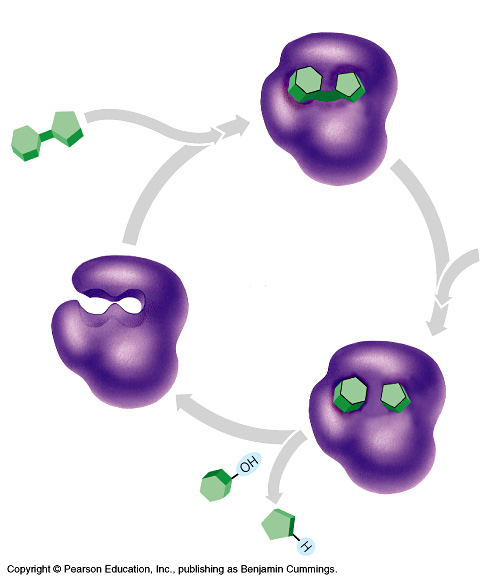 OH
H
Copyright © Pearson Education, Inc., publishing as Benjamin Cummings.